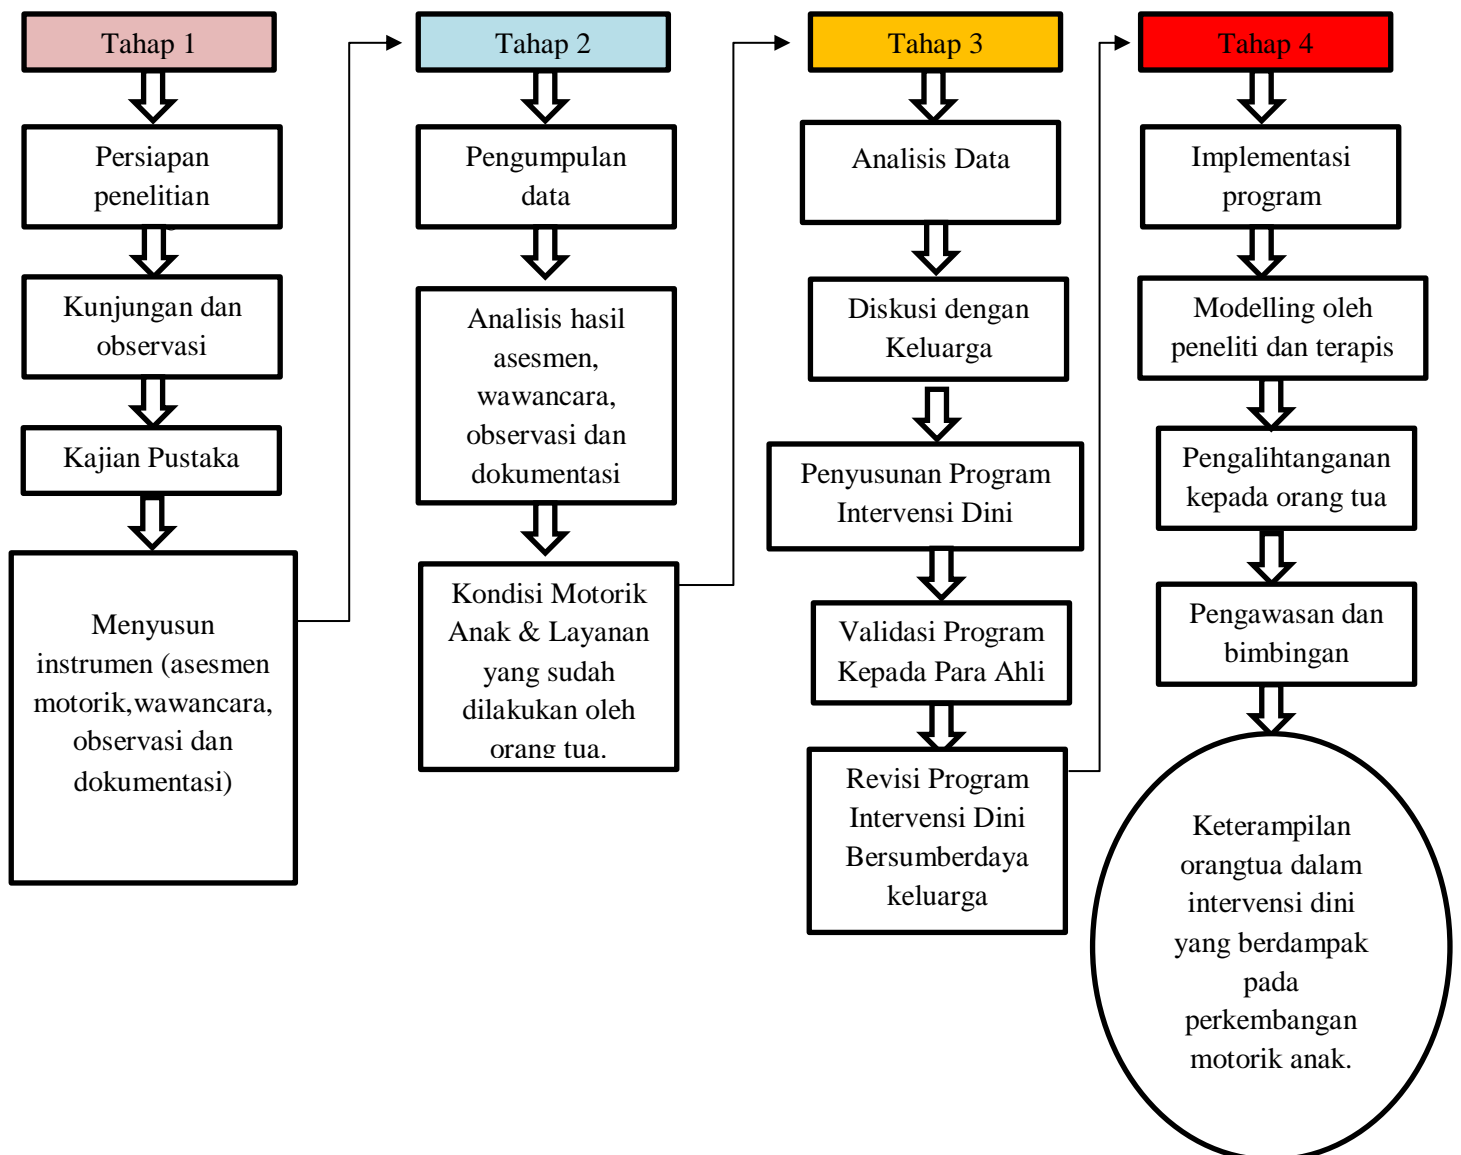 Tahap 1
Persiapan
penelitian
Kunjungan dan
observasi
Kajian Pustaka
Menyusun
instrumen (asesmen
motorik,wawancara,
observasi dan
dokumentasi)
Tahap 2
Pengumpulan
data
Analisis hasil
asesmen,
wawancara,
observasi dan
dokumentasi
Kondisi Motorik
Anak & Layanan
yang sudah
dilakukan oleh
orang tua.
Tahap 3
Analisis Data
Diskusi dengan
Keluarga
Penyusunan Program
Intervensi Dini
Validasi Program
Kepada Para Ahli
Revisi Program
Intervensi Dini
Bersumberdaya
keluarga
Tahap 4
Implementasi
program
Modelling oleh
peneliti dan terapis
Pengalihtanganan
kepada orang tua
Pengawasan dan
bimbingan
Keterampilan
orangtua dalam
intervensi dini
yang berdampak
pada
perkembangan
motorik anak.